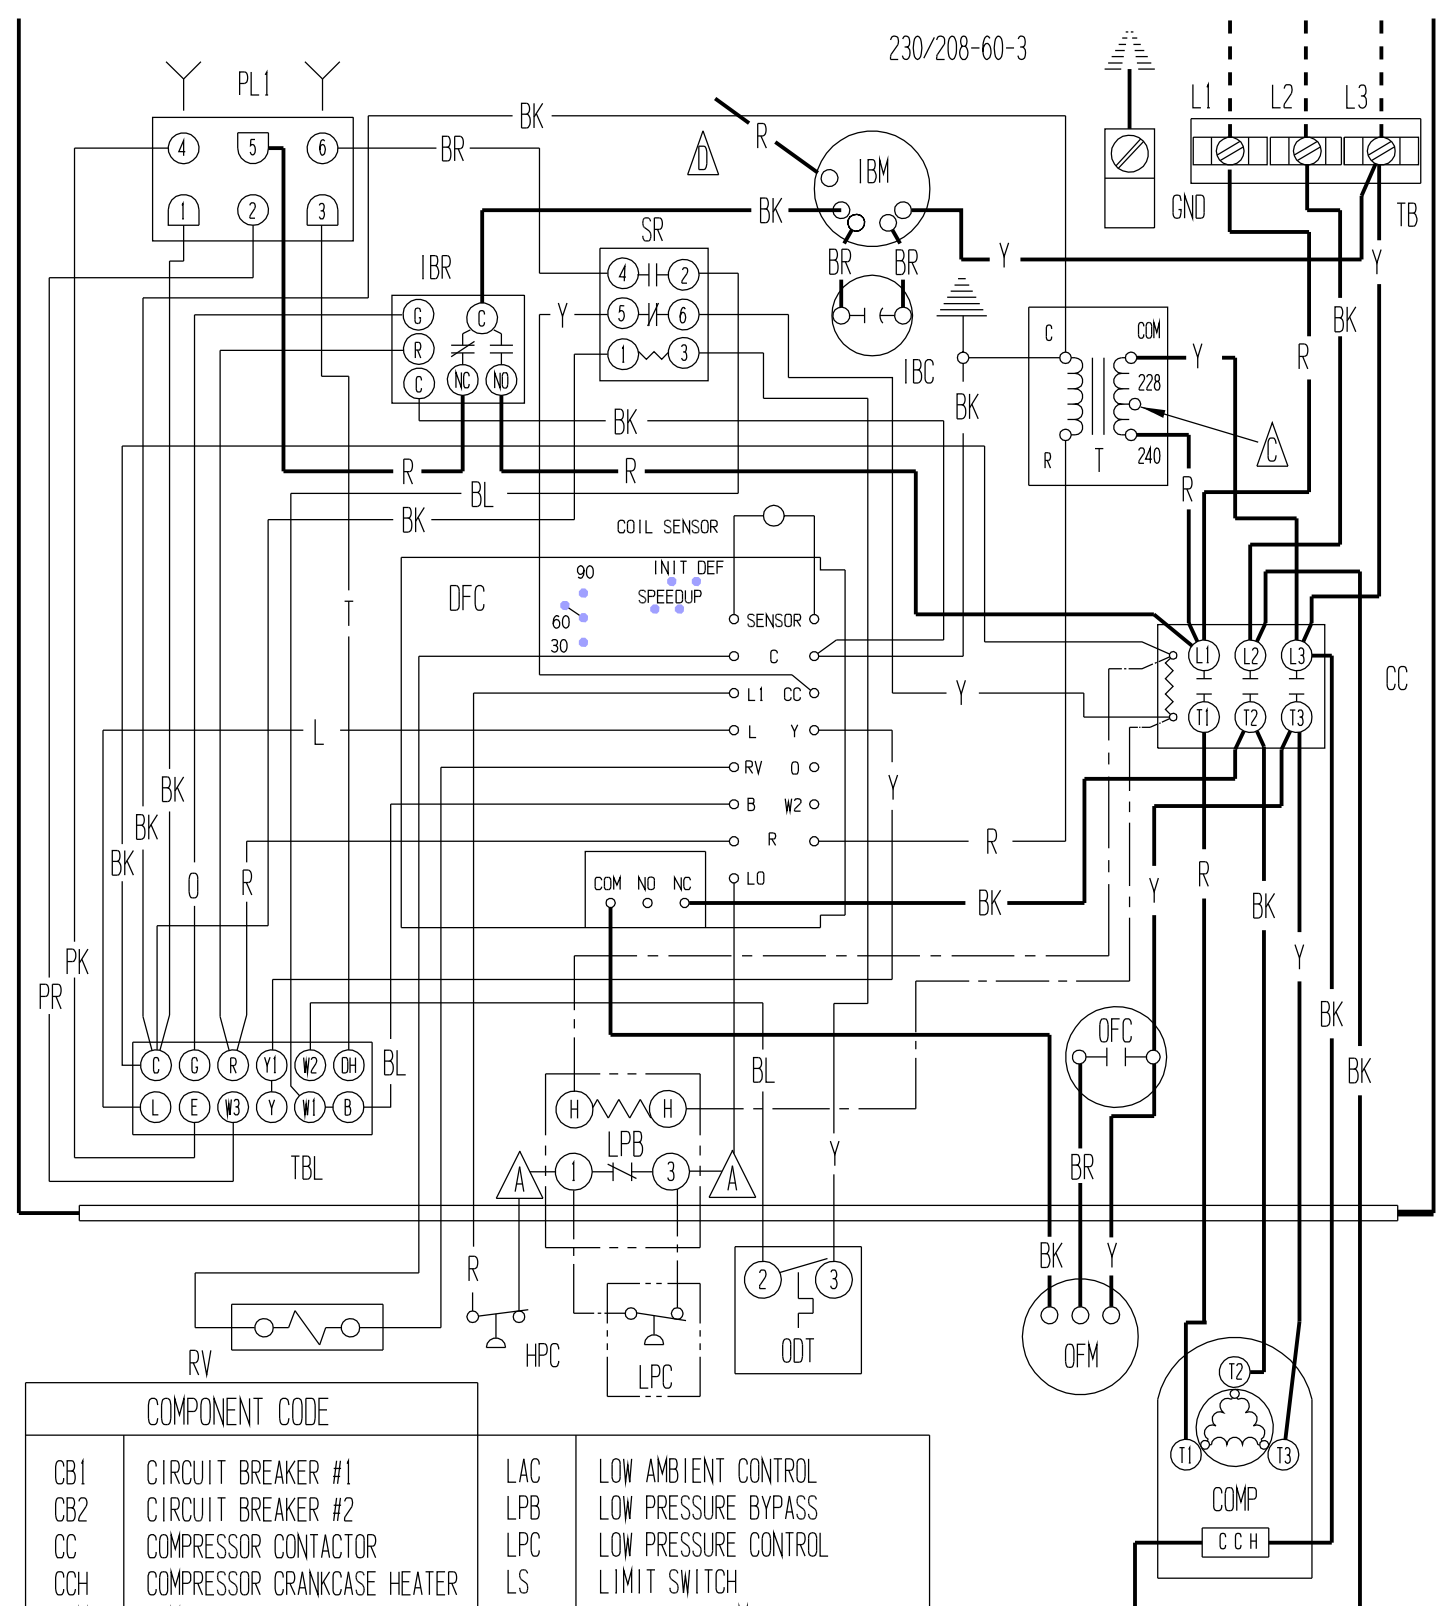 230/208-60-3
PL1
BK
L1 L2 L3
4 5 6
BR
R
D
IBM
1 2 3
BK
GND
TB
SR
IBR
BR BR
Y
Y
4 2
G C
Y
5 6
BK
R
C COM
Y
R
1 3
IBC
228
C NC NO
BK
BK
C
R T 240
R
R
R
BL
BK
COIL SENSOR
90
INIT DEF
DFC
SPEEDUP
T
60
SENSOR
30
C
L1 L2 L3
CC
L1 CC
Y
T1 T2 T3
L
L Y
RV O
BK
Y
B W2
BK
R
R
BK
R
O
R
COM NO NC
LO
Y
BK
BK
PK
Y
PR
BK
OFC
C G R Y1 W2 DH
BL
BL
BK
L E W3 Y W1 B
H H
LPB
Y
TBL
A 1 3 A
BR
BK Y
R
2 3
HPC
ODT
OFM
RV
LPC
T2
COMPONENT CODE
T1 T3
CB1 CIRCUIT BREAKER #1 LAC LOW AMBIENT CONTROL
COMP
CB2 CIRCUIT BREAKER #2 LPB LOW PRESSURE BYPASS
CC COMPRESSOR CONTACTOR LPC LOW PRESSURE CONTROL
CCH
CCH COMPRESSOR CRANKCASE HEATER LS LIMIT SWITCH